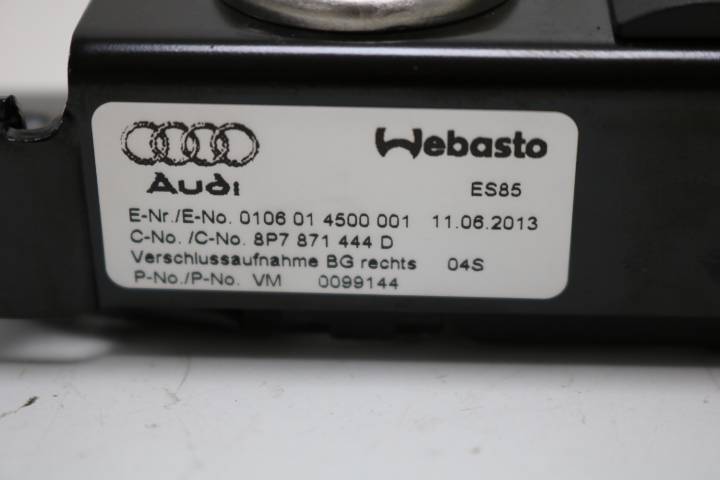 Audi
Webasto
ES85
E-Nr./E-No. 0106 01 4500 001 11.06.2013
C-No. /C-No. 8P7 871 444 D
Verschlussaufnahme BG rechts 04S
P-No./P-No. VM 0099144